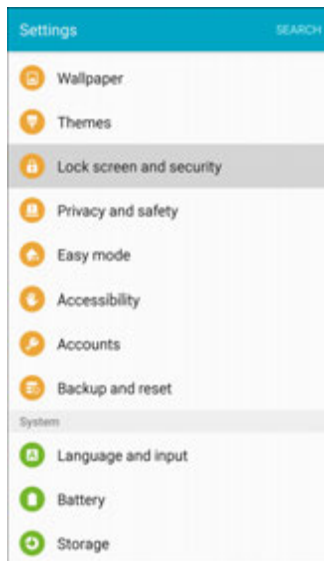 Settings SEARCH
Wallpaper
Themes
Lock screen and security
Privacy and safety
Easy mode
Accessibility
Accounts
Backup and reset
System
Language and input
Battery
Storage